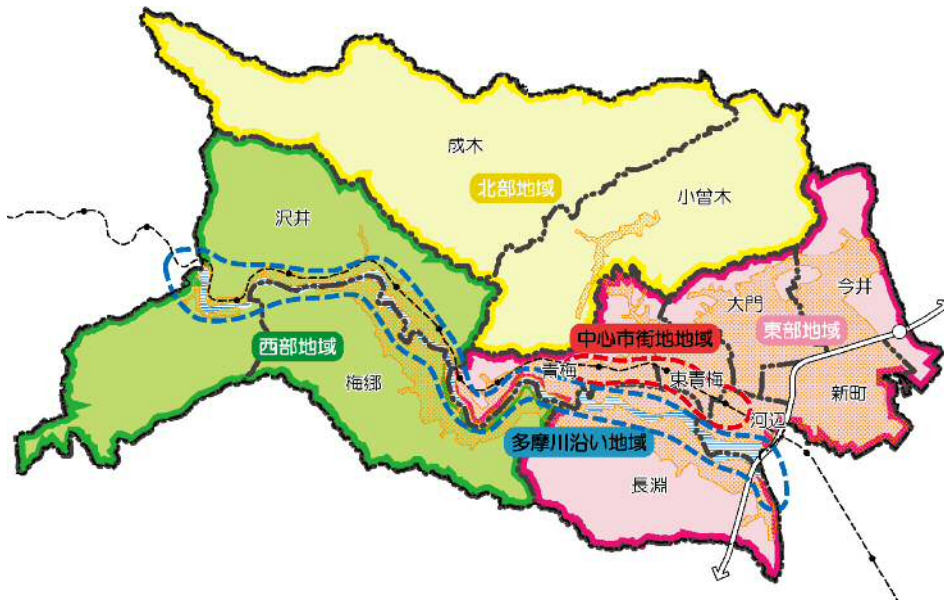 成木
北部地域
小曾木
沢井
大門
今井
中心市街地地域
東部地域
西部地域
青梅
東青梅
梅郷
新町
河辺
多摩川沿い地域
長淵